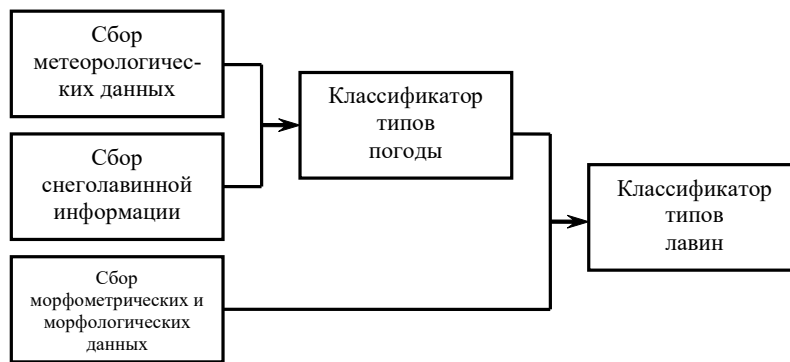 Сбор
метеорологичес-
ких данных
Сбор
снеголавинной
информации
Сбор
морфометрических и
морфологических
данных
Классификатор
типов
погоды
Классификатор
типов
лавин